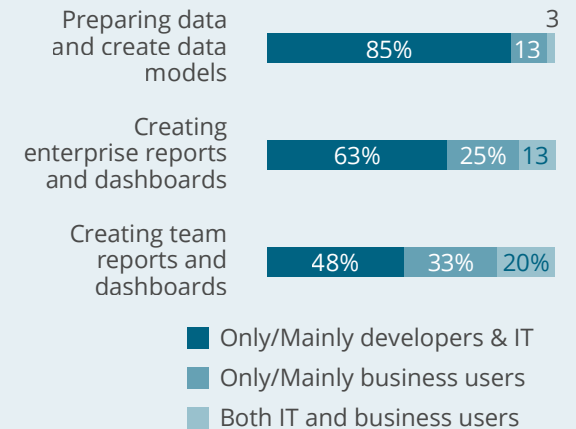 Preparing data
and create data
models
3
85%
13
Creating
enterprise reports
and dashboards
63%
25%
13
Creating team
reports and
dashboards
48%
33%
20%
Only/Mainly developers & IT
Only/Mainly business users
Both IT and business users